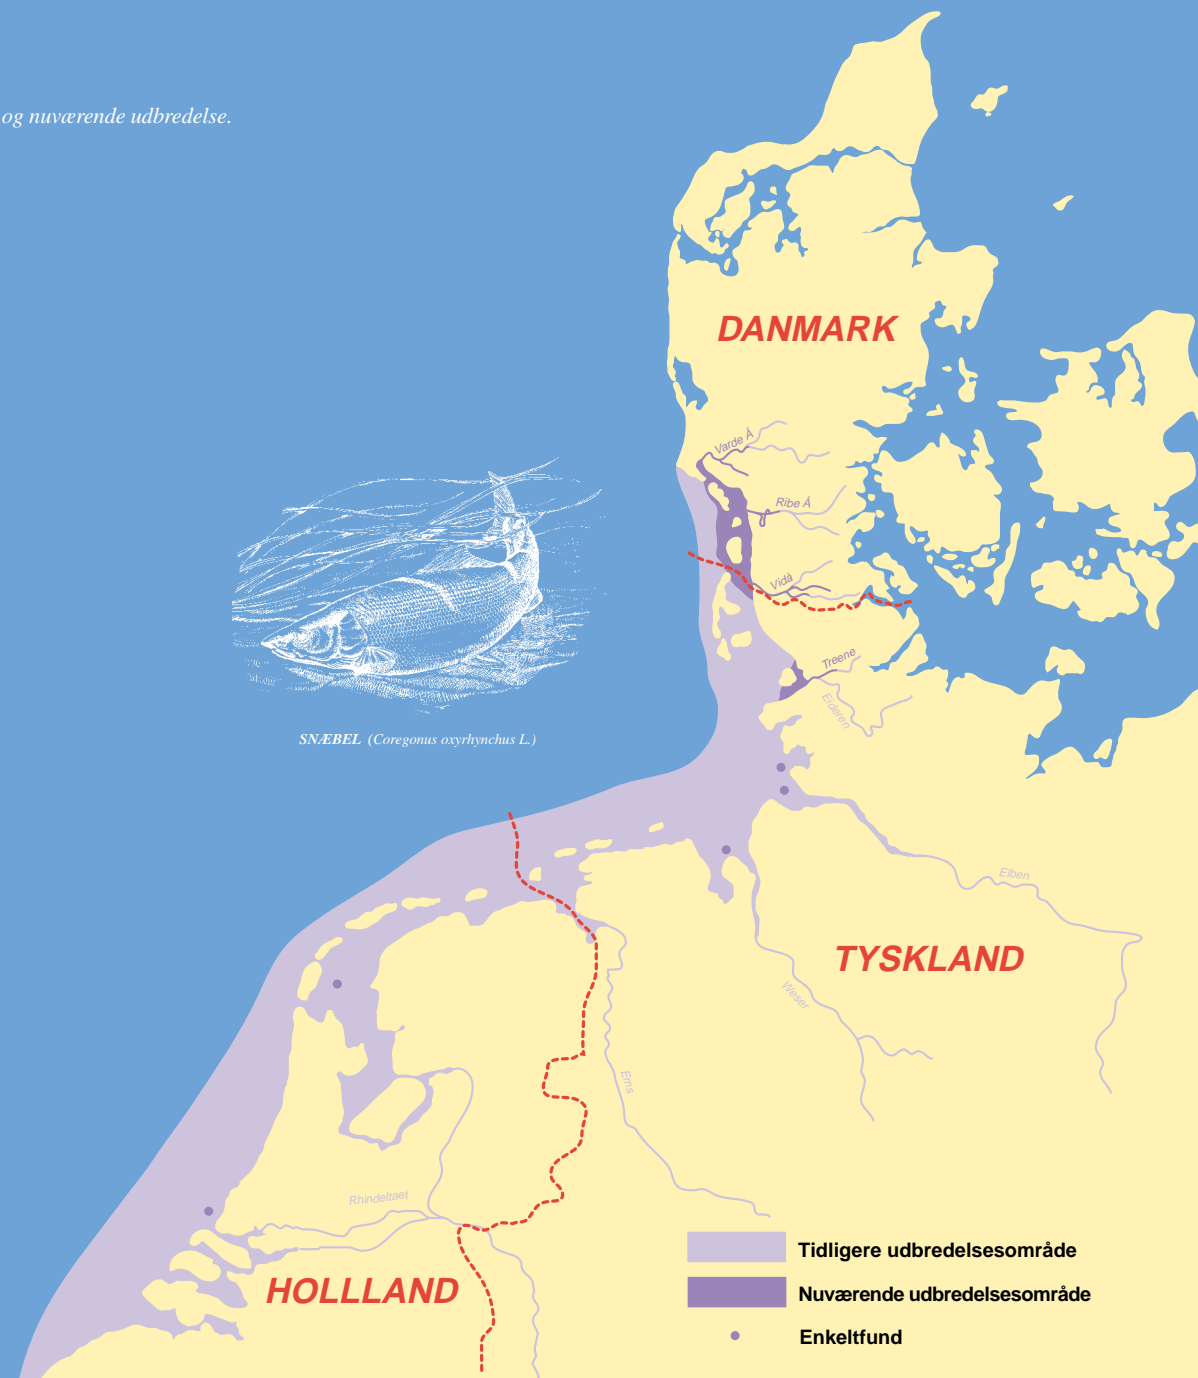 og nuværende udbredelse.
DANMARK
Varde Å
Ribe Å
Vidå
Treene
Eideren
SNÆBEL (Coregonus oxyrhynchus L.)
Elben
TYSKLAND
Weser
Ems
Rhindeltaet
HOLLLAND
Tidligere udbredelsesområde
Nuværende udbredelsesområde
Enkeltfund